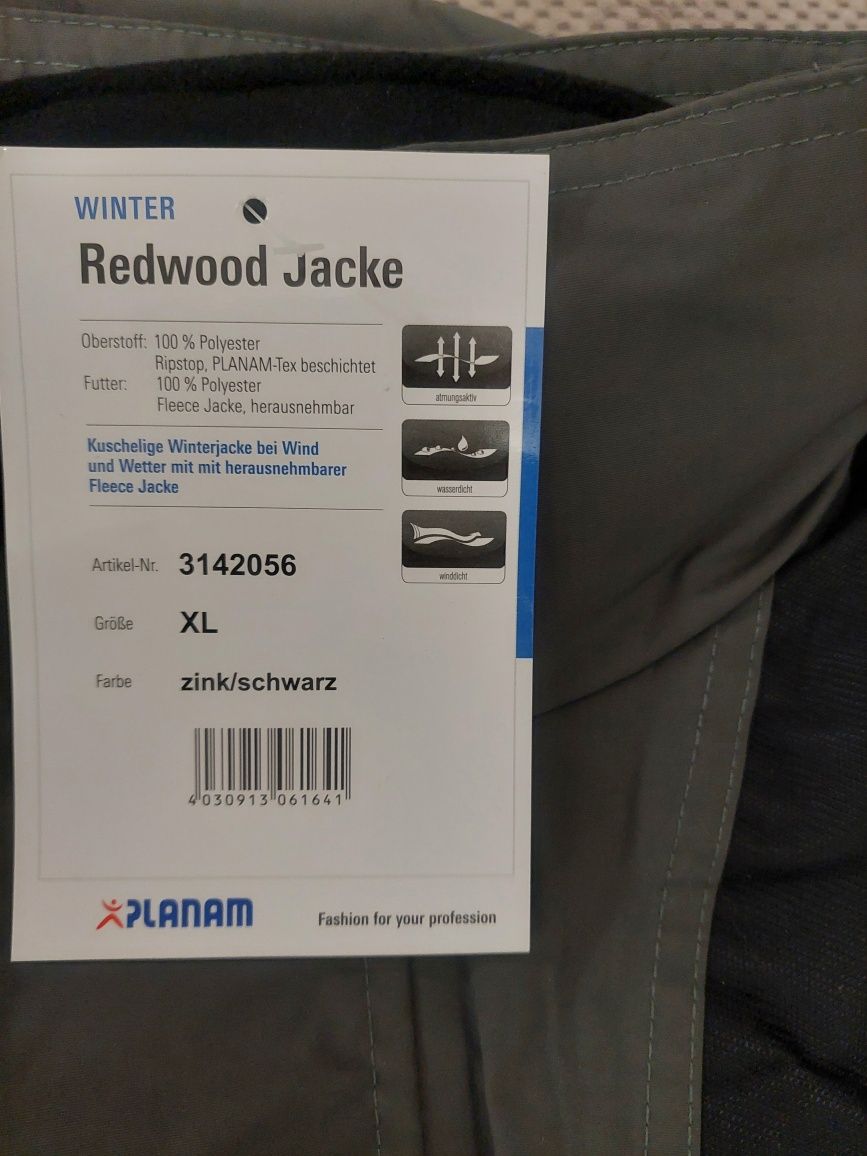 WINTER
Redwood Jacke
Oberstoff: 100 % Polyester
Ripstop, PLANAM-Tex beschichtet
Futter: 100 % Polyester
Fleece Jacke, herausnehmbar
Kuschelige Winterjacke bei Wind
und Wetter mit mit herausnehmbarer
Fleece Jacke
atmungsaktiv
wasserdicht
winddicht
Artikel-Nr. 3142056
Größe XL
Farbe zink/schwarz
4 030913 061641
PLANAM
Fashion for your profession